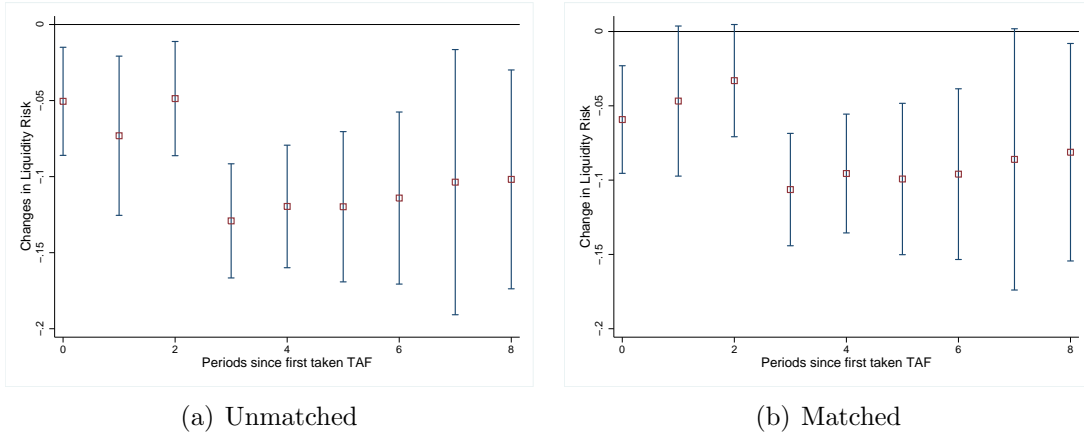 0
-.05
-.1
-.15
-.2
Changes in Liquidity Risk
0 2 4 6 8
Periods since first taken TAF
(a) Unmatched
0
-.05
-.1
-.15
-.2
Change in Liquidity Risk
0 2 4 6 8
Periods since first taken TAF
(b) Matched